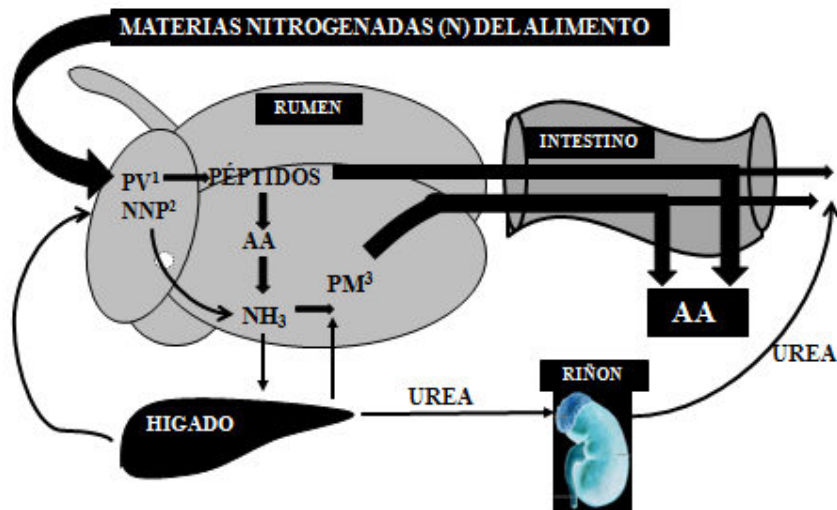 MATERIAS NITROGENADAS (N) DEL ALIMENTO
RUMEN
INTESTINO
PV¹
PÉPTIDOS
NNP²
AA
PM³
NH₃
AA
UREA
RIÑON
UREA
HIGADO